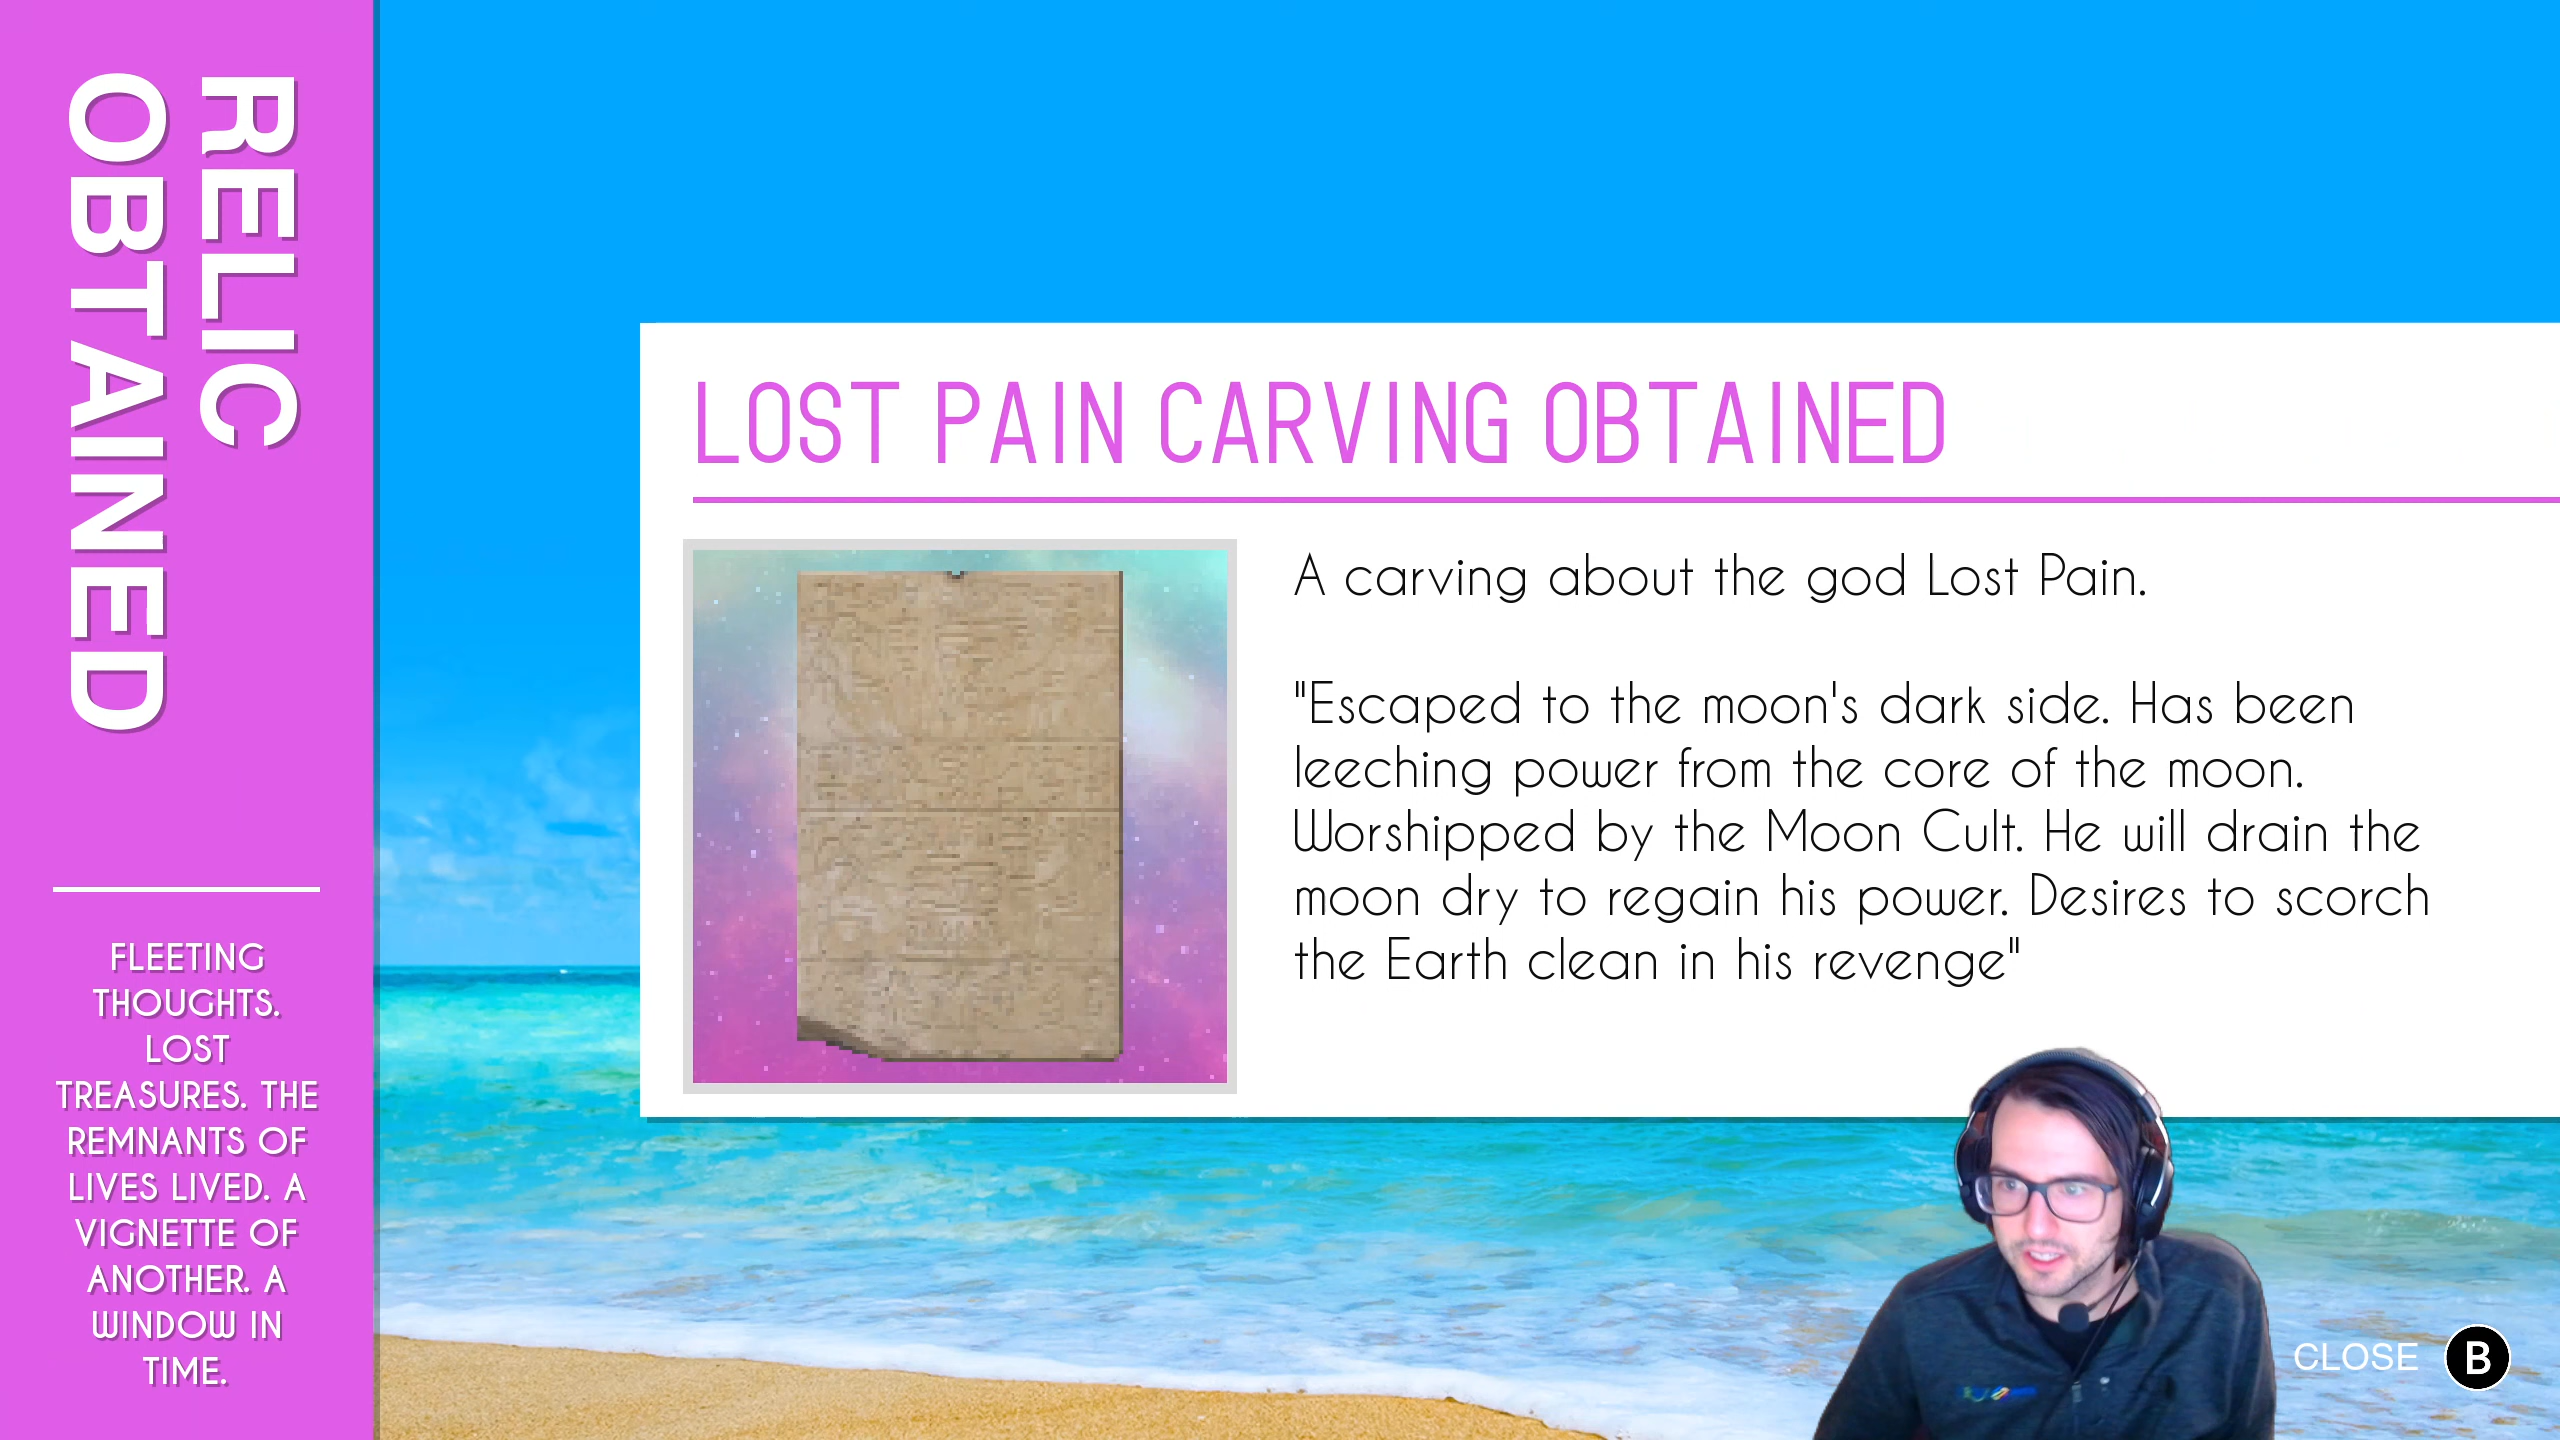 RELIC
OBTAINED
FLEETING
THOUGHTS.
LOST
TREASURES. THE
REMNANTS OF
LIVES LIVED. A
VIGNETTE OF
ANOTHER. A
WINDOW IN
TIME.
LOST PAIN CARVING OBTAINED
A carving about the god Lost Pain.
"Escaped to the moon's dark side. Has been
leeching power from the core of the moon.
Worshipped by the Moon Cult. He will drain the
moon dry to regain his power. Desires to scorch
the Earth clean in his revenge"
CLOSE B